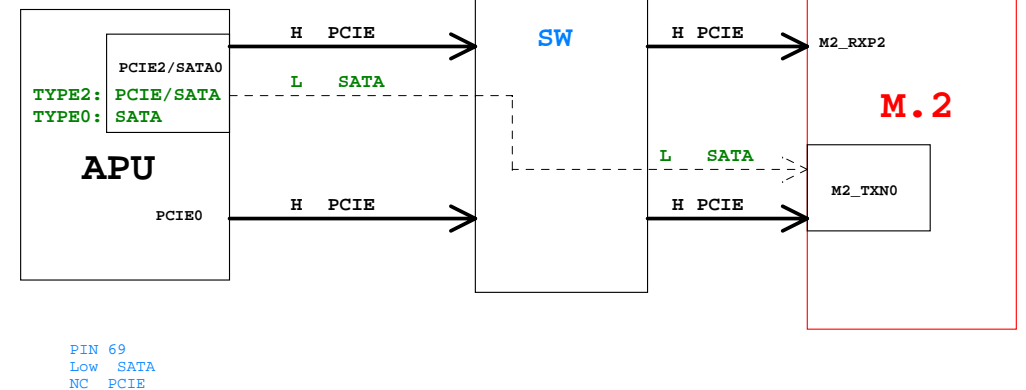 H PCIE
SW
H PCIE
M2_RXP2
PCIE2/SATA0
L SATA
TYPE2: PCIE/SATA
TYPE0: SATA
M.2
APU
L SATA
M2_TXN0
PCIE0
H PCIE
H PCIE
PIN 69
Low SATA
NC PCIE